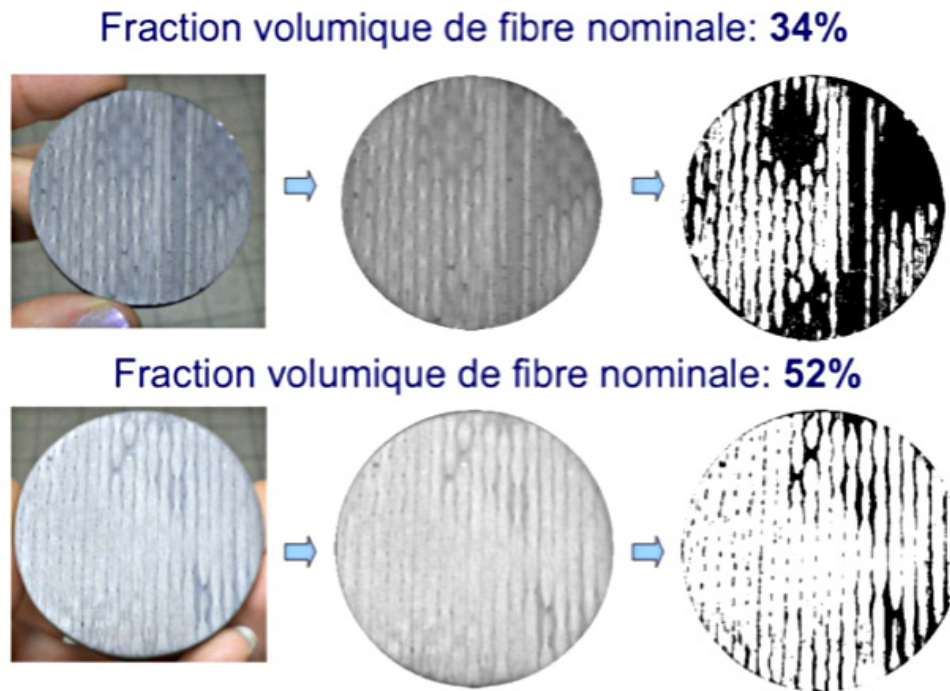 Fraction volumique de fibre nominale: 34%
Fraction volumique de fibre nominale: 52%